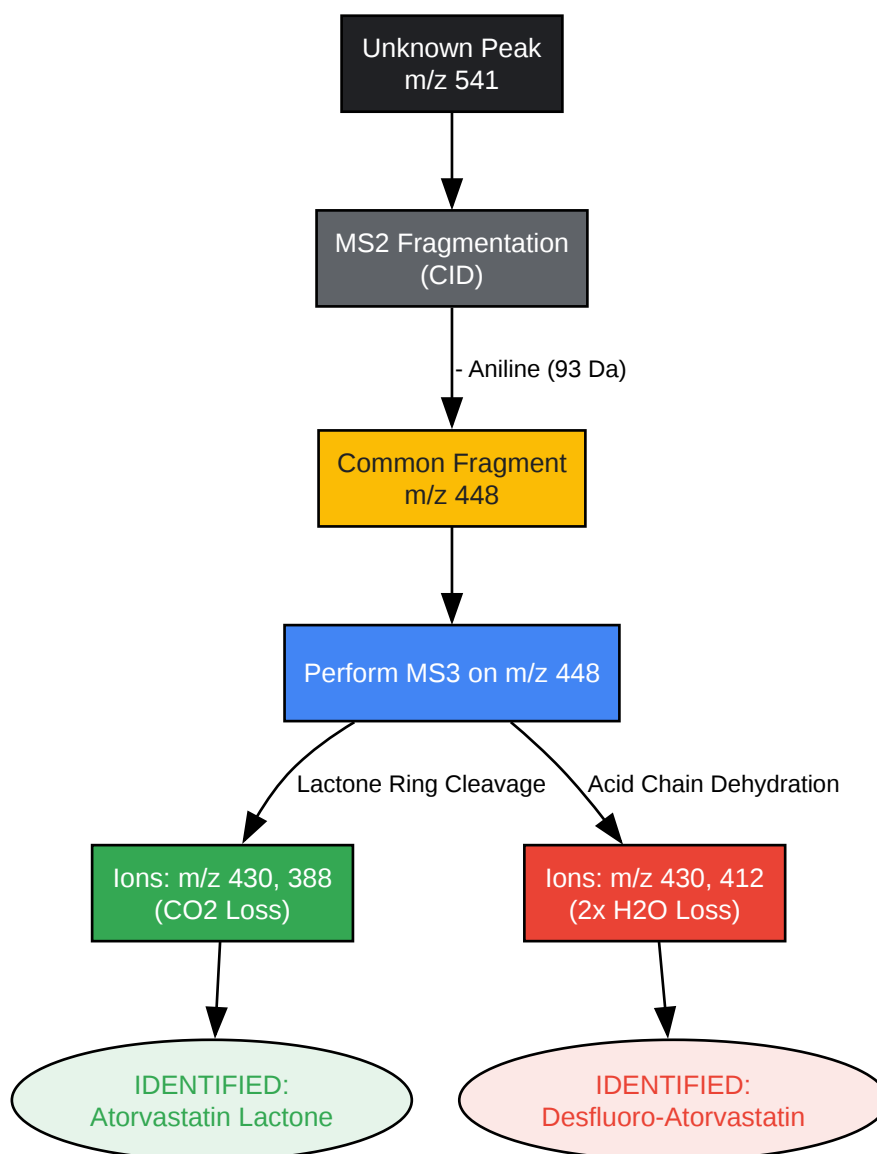 Unknown Peak
m/z 541
MS2 Fragmentation
(CID)
- Aniline (93 Da)
Common Fragment
m/z 448
Perform MS3 on m/z 448
Lactone Ring Cleavage
Acid Chain Dehydration
Ions: m/z 430, 388
(CO2 Loss)
Ions: m/z 430, 412
(2x H2O Loss)
IDENTIFIED:
Atorvastatin Lactone
IDENTIFIED:
Desfluoro-Atorvastatin